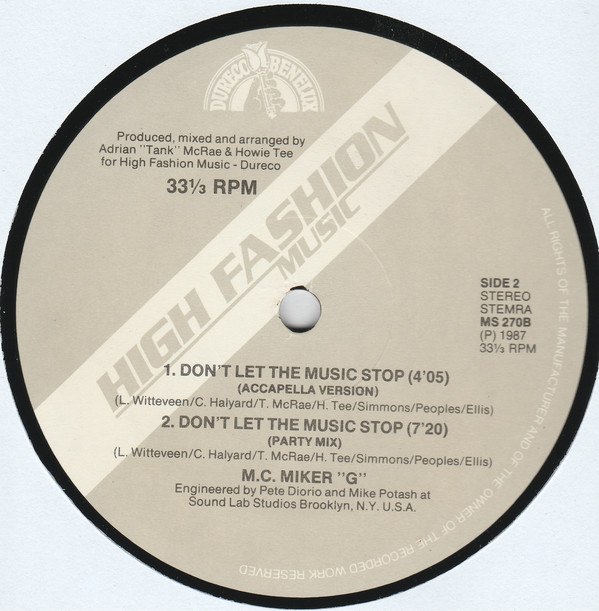 DURECO BENELUX
Produced, mixed and arranged by
Adrian "Tank" McRae & Howie Tee
for High Fashion Music - Dureco
33⅓ RPM
HIGH FASHION
MUSIC
SIDE 2
STEREO
STEMRA
MS 270B
(P) 1987
33⅓ RPM
1. DON'T LET THE MUSIC STOP (4'05)
(ACCAPELLA VERSION)
(L. Witteveen/C. Halyard/T. McRae/H. Tee/Simmons/Peoples/Ellis)
2. DON'T LET THE MUSIC STOP (7'20)
(PARTY MIX)
(L. Witteveen/C. Halyard/T. McRae/H. Tee/Simmons/Peoples/Ellis)
M.C. MIKER "G"
Engineered by Pete Diorio and Mike Potash at
Sound Lab Studios Brooklyn, N.Y. U.S.A.
ALL RIGHTS OF THE MANUFACTURER AND OF THE OWNER OF THE RECORDED WORK RESERVED